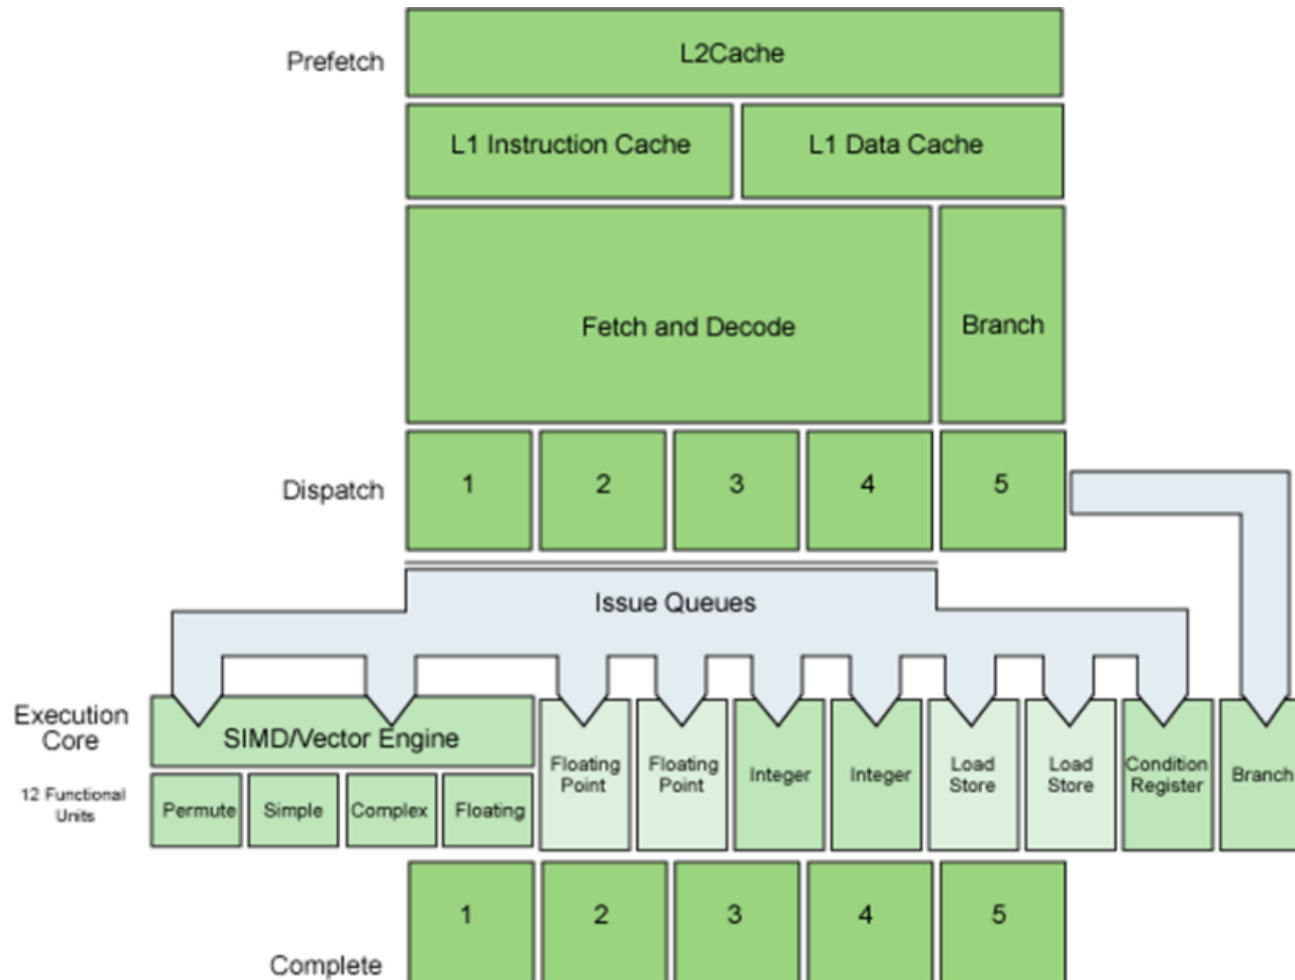 Prefetch
L2Cache
L1 Instruction Cache
L1 Data Cache
Fetch and Decode
Branch
Dispatch
1
2
3
4
5
Issue Queues
Execution
Core
12 Functional
Units
SIMD/Vector Engine
Permute
Simple
Complex
Floating
Floating
Point
Floating
Point
Integer
Integer
Load
Store
Load
Store
Condition
Register
Branch
1
2
3
4
5
Complete